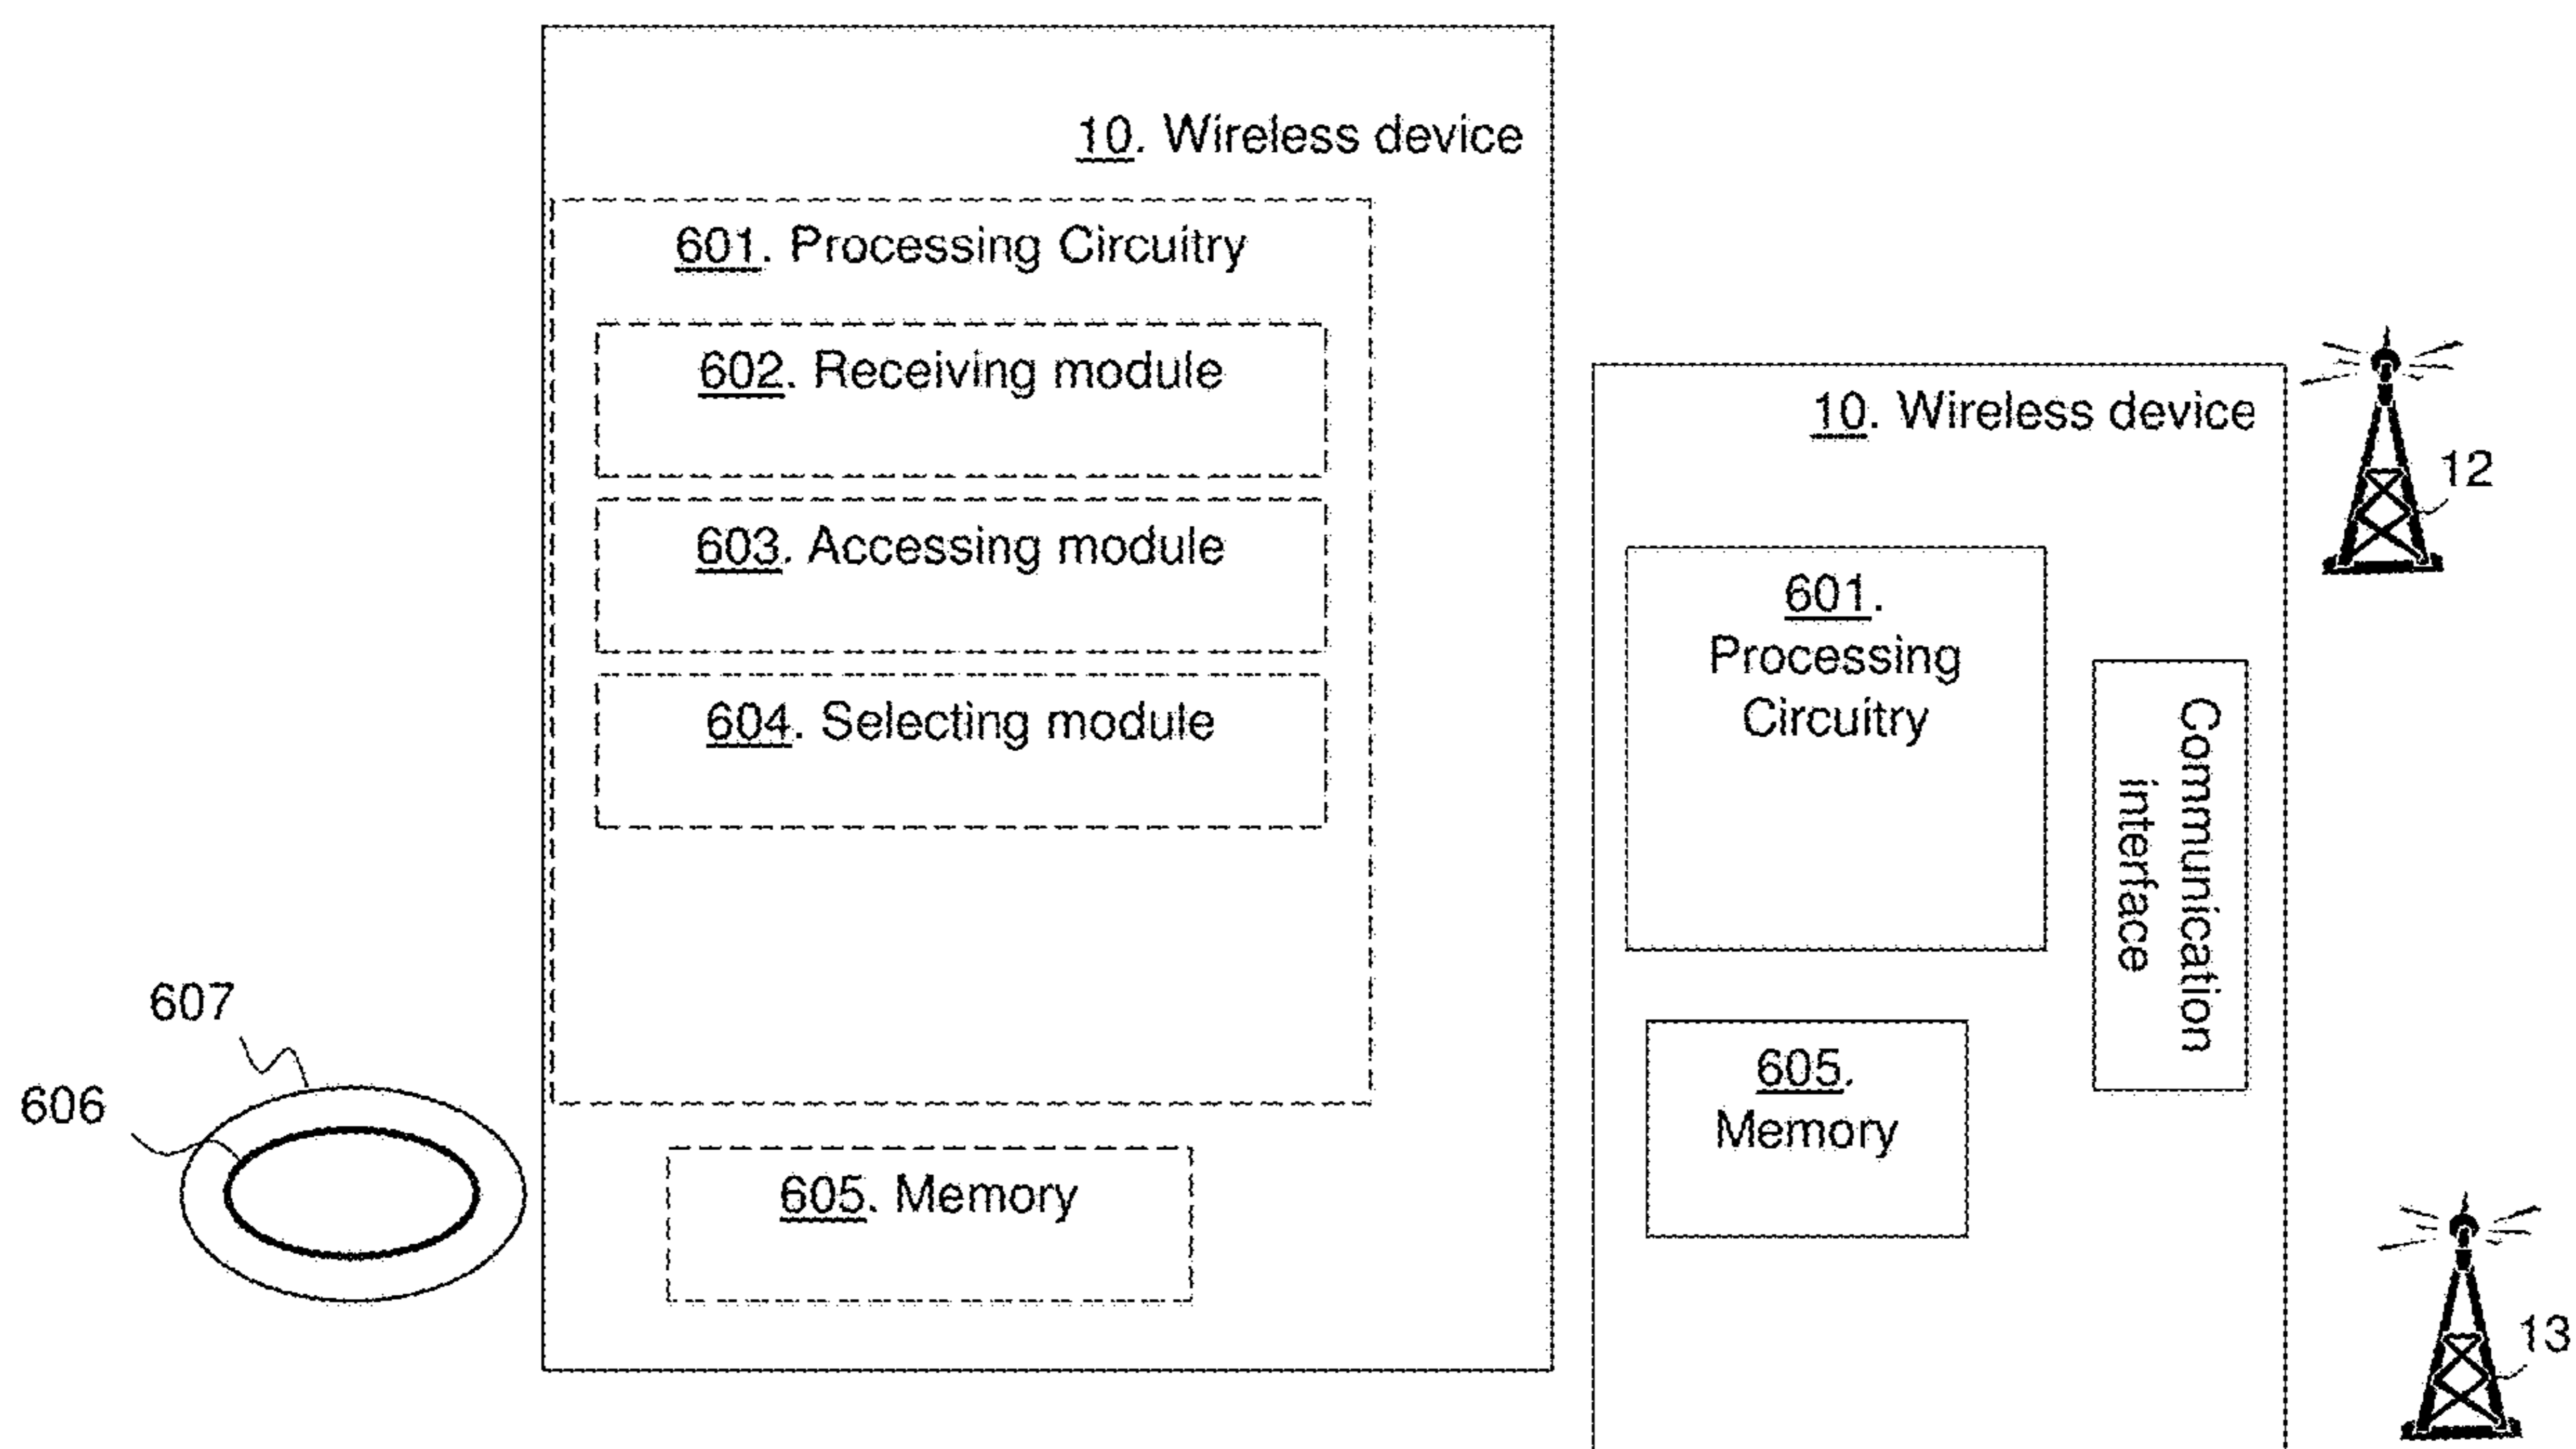 10. Wireless device
601. Processing Circuitry
602. Receiving module
603. Accessing module
604. Selecting module
605. Memory
607
606
10. Wireless device
601.
Processing
Circuitry
Communication
interface
605.
Memory
12
13